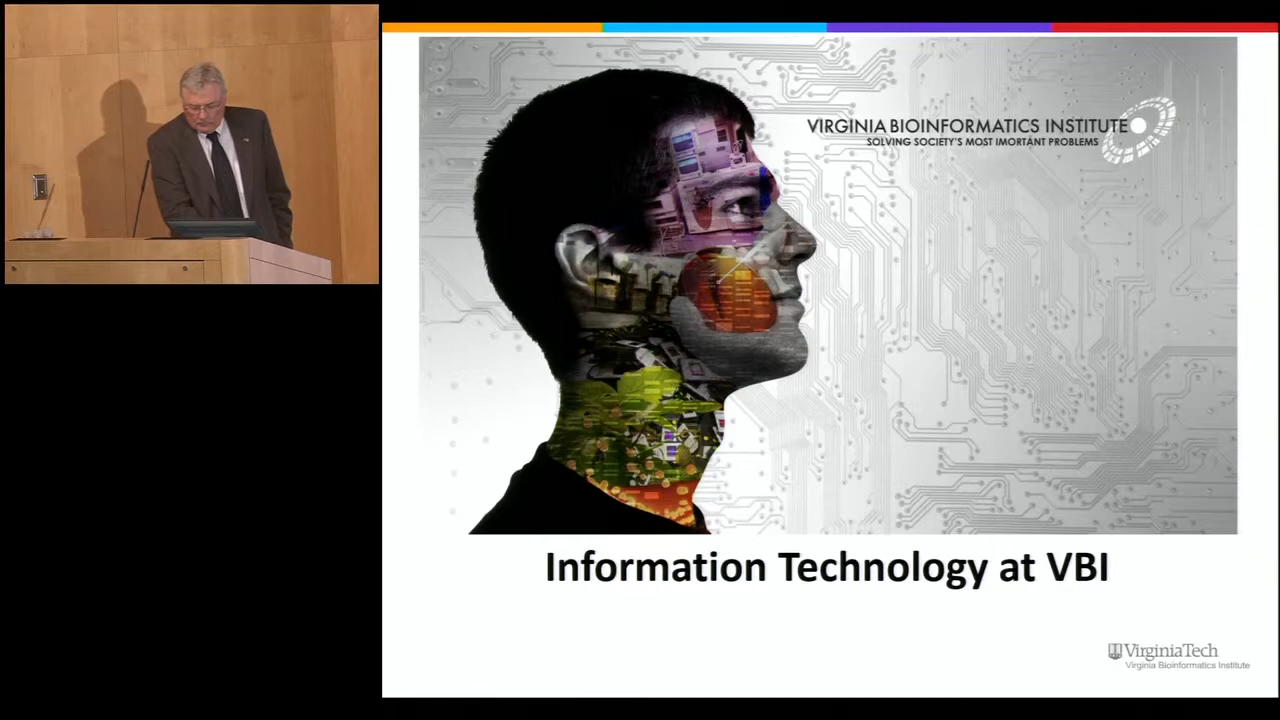 VIRGINIA BIOINFORMATICS INSTITUTE
SOLVING SOCIETY'S MOST IMORTANT PROBLEMS
Information Technology at VBI
VirginiaTech
Virginia Bioinformatics Institute